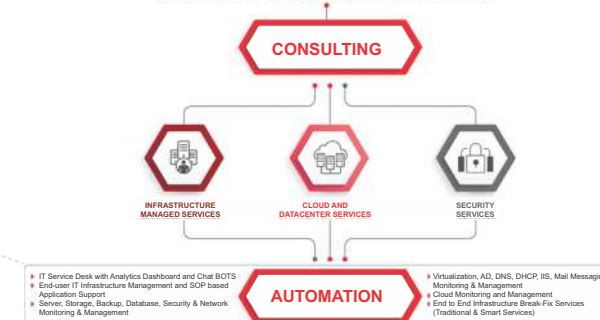 CONSULTING
INFRASTRUCTURE
MANAGED SERVICES
CLOUD AND
DATACENTER SERVICES
SECURITY
SERVICES
IT Service Desk with Analytics Dashboard and Chat BOTS
End-user IT Infrastructure Management and SOP based
Application Support
Server, Storage, Backup, Database, Security & Network
Monitoring & Management
AUTOMATION
Virtualization, AD, DNS, DHCP, IIS, Mail Messagin
Monitoring & Management
Cloud Monitoring and Management
End to End Infrastructure Break-Fix Services
(Traditional & Smart Services)